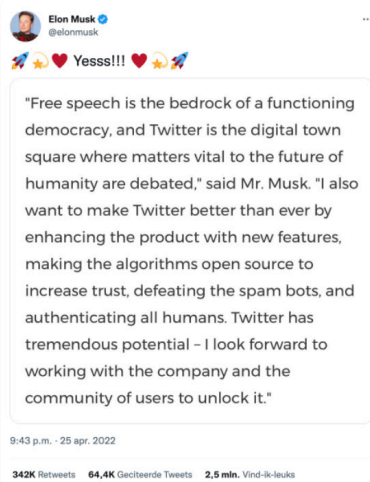 Elon Musk
@elonmusk
🚀💫❤️ Yesss!!! ❤️💫🚀
"Free speech is the bedrock of a functioning
democracy, and Twitter is the digital town
square where matters vital to the future of
humanity are debated," said Mr. Musk. "I also
want to make Twitter better than ever by
enhancing the product with new features,
making the algorithms open source to
increase trust, defeating the spam bots, and
authenticating all humans. Twitter has
tremendous potential – I look forward to
working with the company and the
community of users to unlock it."
9:43 p.m. · 25 apr. 2022
342K Retweets 64,4K Geciteerde Tweets 2,5 mln. Vind-ik-leuks